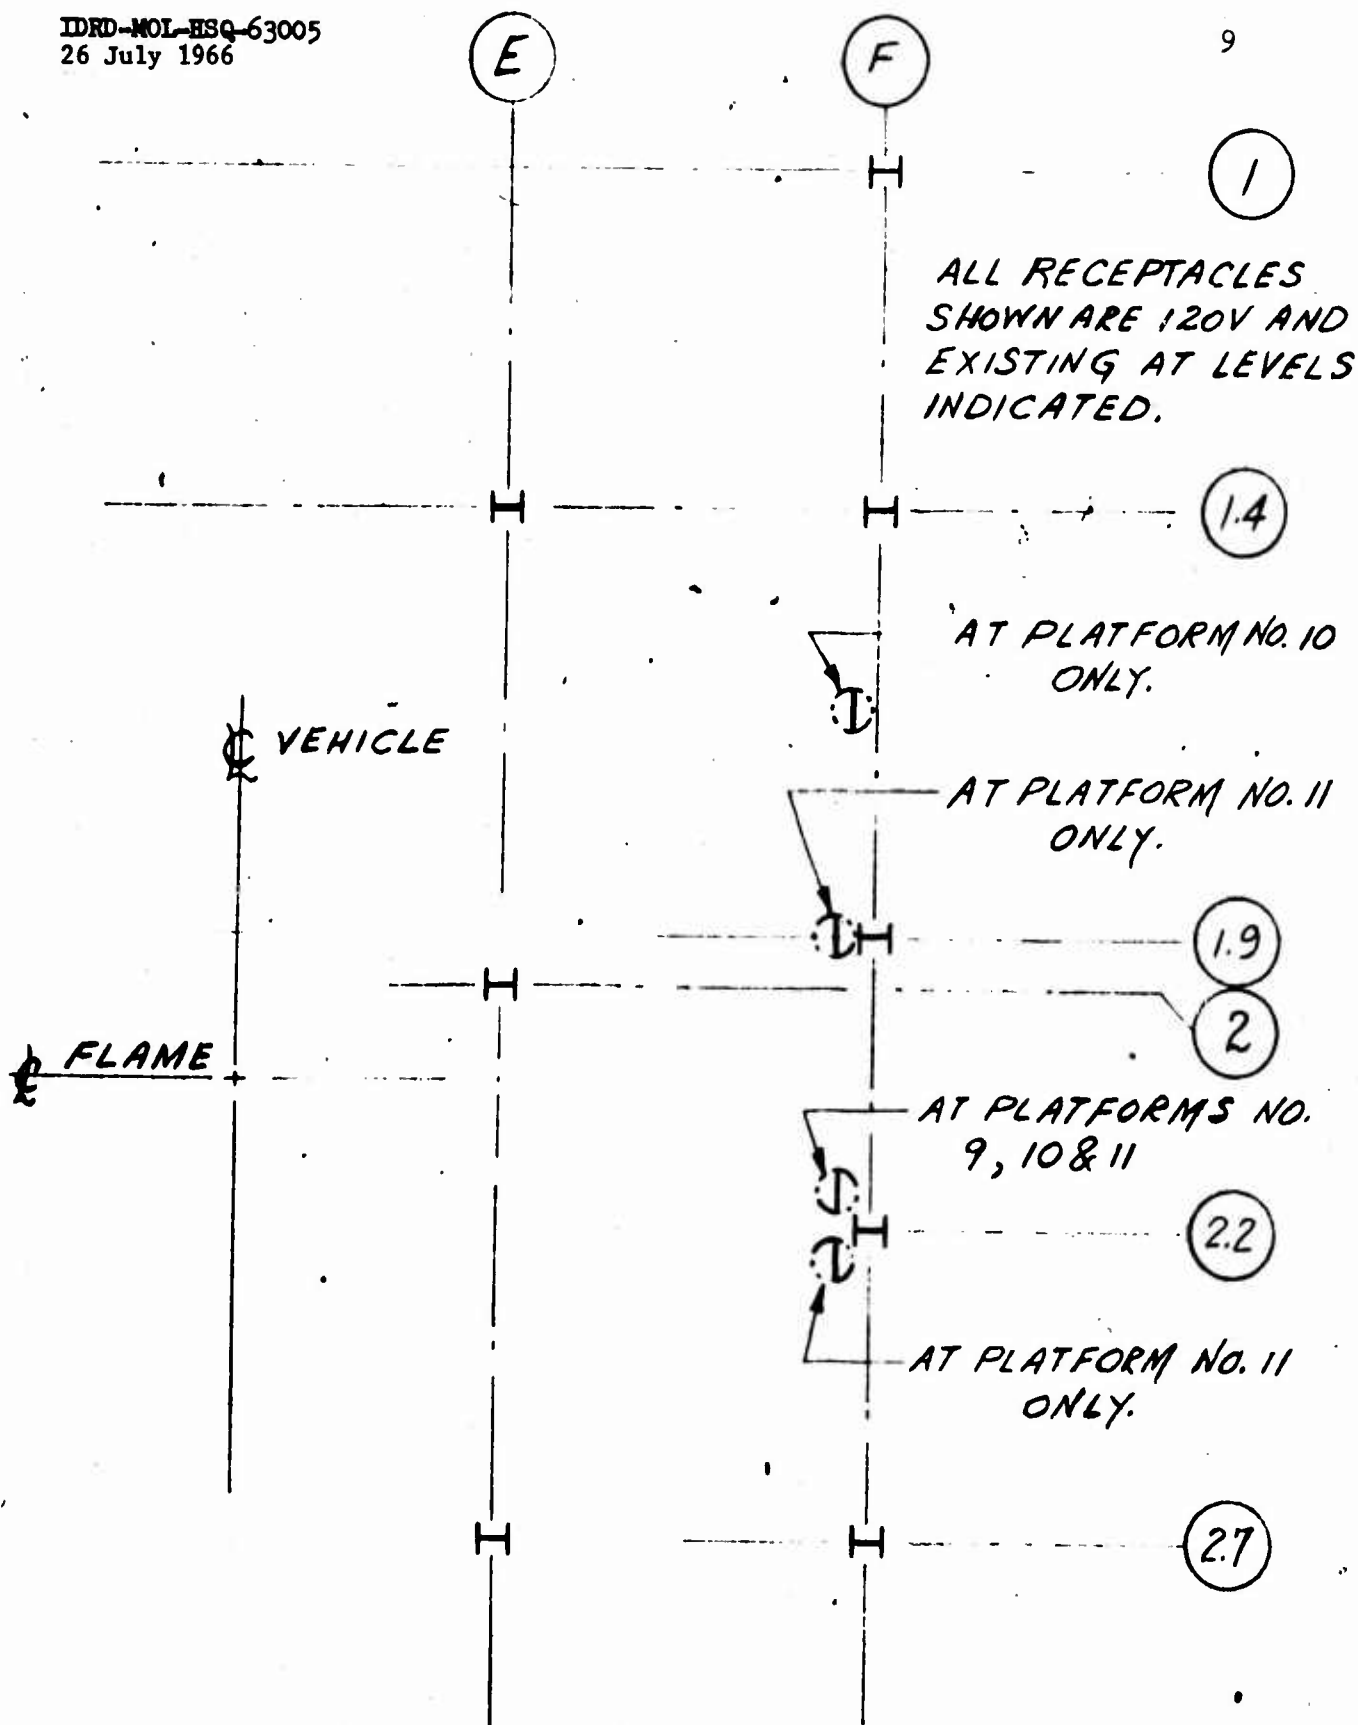 IDRD-MOL-HSQ-63005
26 July 1966
9
E
F
1
ALL RECEPTACLES
SHOWN ARE 120V AND
EXISTING AT LEVELS
INDICATED.
1.4
AT PLATFORM NO. 10
ONLY.
℄ VEHICLE
AT PLATFORM NO. 11
ONLY.
1.9
2
℄ FLAME
AT PLATFORMS NO.
9, 10 & 11
2.2
AT PLATFORM NO. 11
ONLY.
2.7